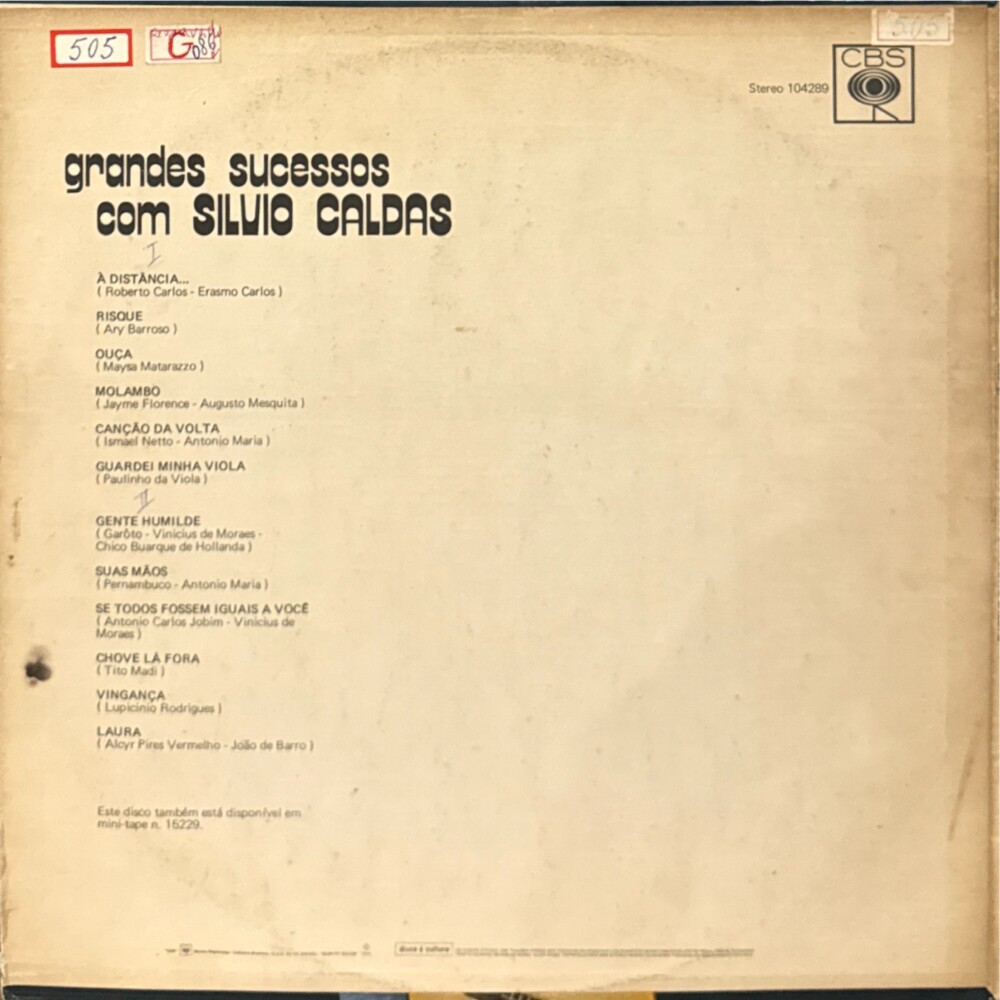 505
G
086
505
CBS
Stereo 104289
grandes sucessos
com SILVIO CALDAS
I
À DISTÂNCIA...
( Roberto Carlos - Erasmo Carlos )
RISQUE
( Ary Barroso )
OUÇA
( Maysa Matarazzo )
MOLAMBO
( Jayme Florence - Augusto Mesquita )
CANÇÃO DA VOLTA
( Ismael Netto - Antonio Maria )
GUARDEI MINHA VIOLA
( Paulinho da Viola )
II
GENTE HUMILDE
( Garôto - Vinicius de Moraes -
Chico Buarque de Hollanda )
SUAS MÃOS
( Pernambuco - Antonio Maria )
SE TODOS FOSSEM IGUAIS A VOCÊ
( Antonio Carlos Jobim - Vinicius de
Moraes )
CHOVE LÁ FORA
( Tito Madi )
VINGANÇA
( Lupicinio Rodrigues )
LAURA
( Alcyr Pires Vermelho - João de Barro )
Este disco também está disponível em
mini-tape n. 16229.
disco é cultura